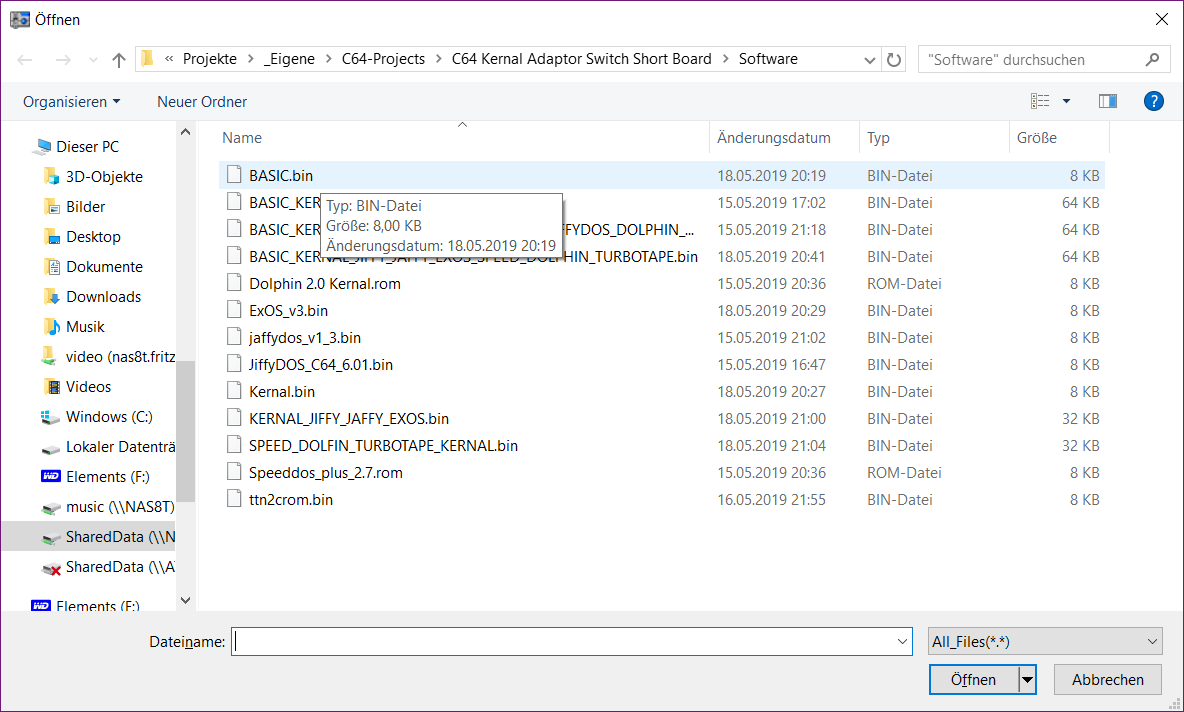 Öffnen
« Projekte > _Eigene > C64-Projects > C64 Kernal Adaptor Switch Short Board > Software
"Software" durchsuchen
Organisieren Neuer Ordner ?
Dieser PC
3D-Objekte
Bilder
Desktop
Dokumente
Downloads
Musik
video (nas8t.fritz
Videos
Windows (C:)
Lokaler Datenträ
WD Elements (F:)
music (\\NAS8T)
SharedData (\\N
SharedData (\\A
WD Elements (F:)
Name Änderungsdatum Typ Größe
BASIC.bin 18.05.2019 20:19 BIN-Datei 8 KB
BASIC_KER 15.05.2019 17:02 BIN-Datei 64 KB
BASIC_KER FFYDOS_DOLPHIN_... 15.05.2019 21:18 BIN-Datei 64 KB
BASIC_KERNAL_JIFFY_JAFFY_EXOS_SPEED_DOLPHIN_TURBOTAPE.bin 18.05.2019 20:41 BIN-Datei 64 KB
Dolphin 2.0 Kernal.rom 15.05.2019 20:36 ROM-Datei 8 KB
ExOS_v3.bin 18.05.2019 20:29 BIN-Datei 8 KB
jaffydos_v1_3.bin 15.05.2019 21:02 BIN-Datei 8 KB
JiffyDOS_C64_6.01.bin 15.05.2019 16:47 BIN-Datei 8 KB
Kernal.bin 18.05.2019 20:27 BIN-Datei 8 KB
KERNAL_JIFFY_JAFFY_EXOS.bin 18.05.2019 21:00 BIN-Datei 32 KB
SPEED_DOLFIN_TURBOTAPE_KERNAL.bin 18.05.2019 21:04 BIN-Datei 32 KB
Speeddos_plus_2.7.rom 15.05.2019 20:36 ROM-Datei 8 KB
ttn2crom.bin 16.05.2019 21:55 BIN-Datei 8 KB
Typ: BIN-Datei
Größe: 8,00 KB
Änderungsdatum: 18.05.2019 20:19
Dateiname: All_Files(*.*)
Öffnen Abbrechen